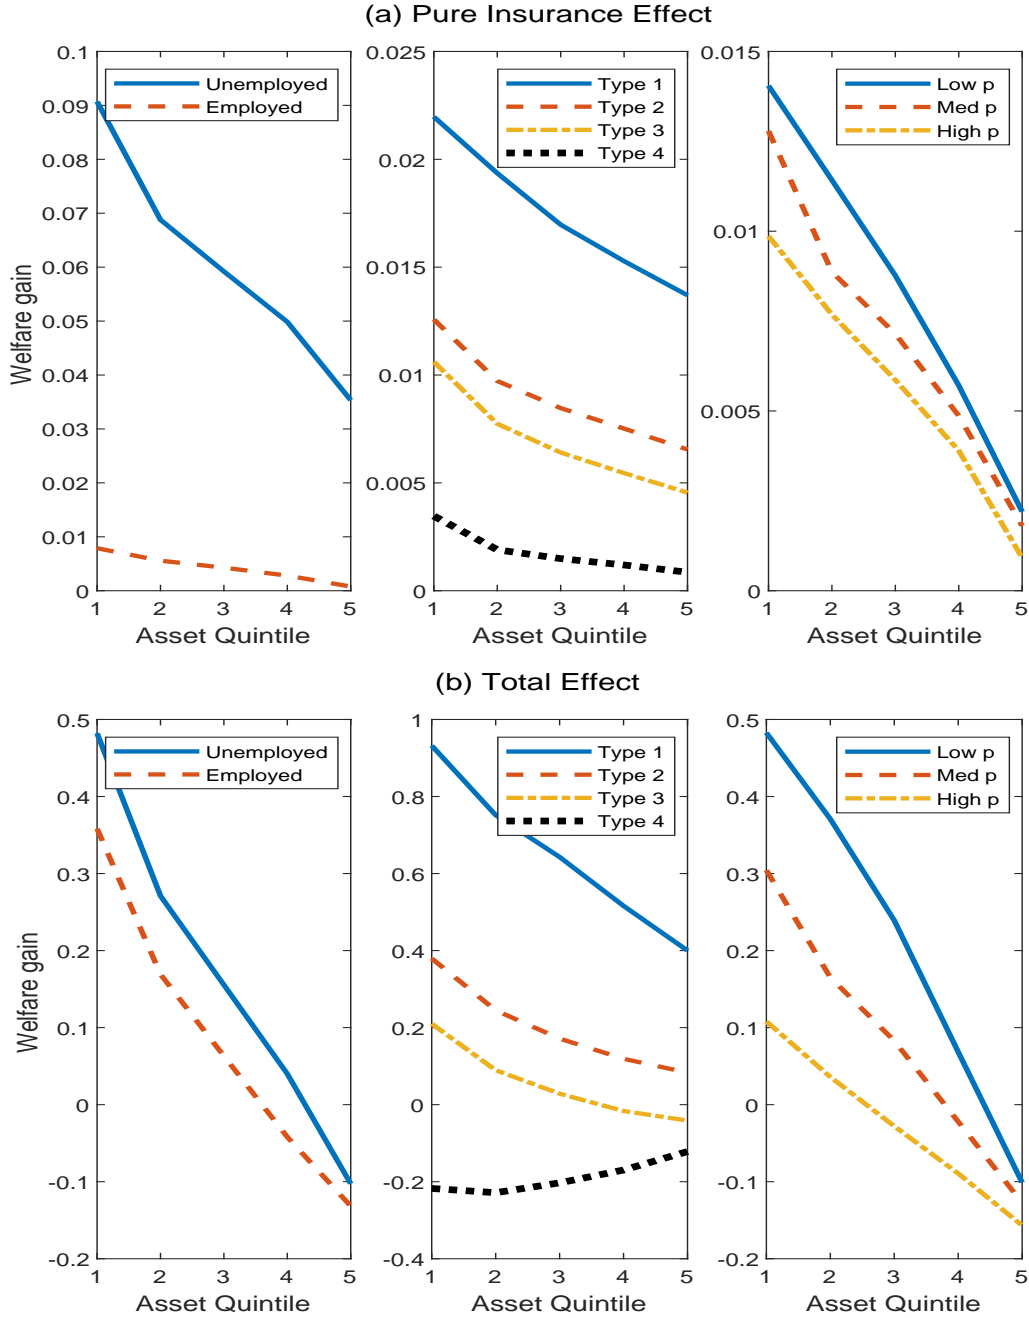 (a) Pure Insurance Effect
Welfare gain
0.1
0.09
0.08
0.07
0.06
0.05
0.04
0.03
0.02
0.01
0
Unemployed
Employed
1 2 3 4 5
Asset Quintile
0.025
0.02
0.015
0.01
0.005
0
Type 1
Type 2
Type 3
Type 4
1 2 3 4 5
Asset Quintile
0.015
0.01
0.005
0
Low p
Med p
High p
1 2 3 4 5
Asset Quintile
(b) Total Effect
Welfare gain
0.5
0.4
0.3
0.2
0.1
0
-0.1
-0.2
Unemployed
Employed
1 2 3 4 5
Asset Quintile
1
0.8
0.6
0.4
0.2
0
-0.2
-0.4
Type 1
Type 2
Type 3
Type 4
1 2 3 4 5
Asset Quintile
0.5
0.4
0.3
0.2
0.1
0
-0.1
-0.2
Low p
Med p
High p
1 2 3 4 5
Asset Quintile